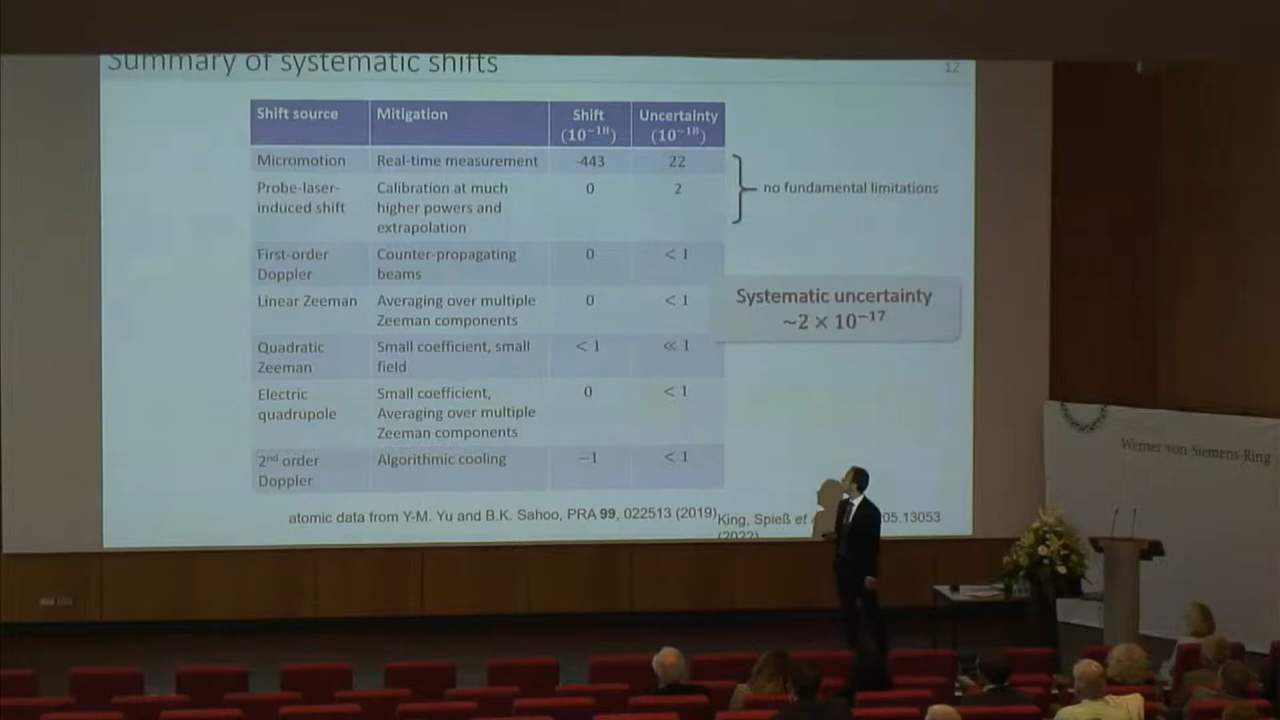 Summary of systematic shifts
12
Shift source Mitigation Shift (10⁻¹⁸) Uncertainty (10⁻¹⁸)
Micromotion Real-time measurement -443 22
Probe-laser-induced shift Calibration at much higher powers and extrapolation 0 2
no fundamental limitations
First-order Doppler Counter-propagating beams 0 < 1
Linear Zeeman Averaging over multiple Zeeman components 0 < 1
Systematic uncertainty
~2 × 10⁻¹⁷
Quadratic Zeeman Small coefficient, small field < 1 ≪ 1
Electric quadrupole Small coefficient, Averaging over multiple Zeeman components 0 < 1
2nd order Doppler Algorithmic cooling −1 < 1
atomic data from Y-M. Yu and B.K. Sahoo, PRA 99, 022513 (2019)
King, Spieß et 05.13053
(2022)
Werner von Siemens-Ring